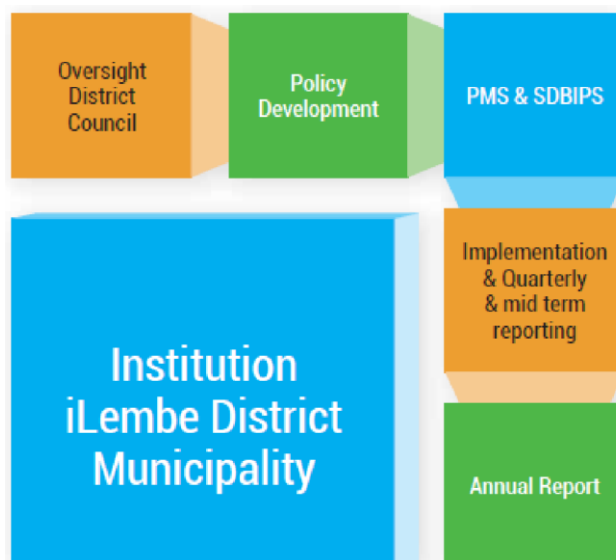 Oversight
District
Council
Policy
Development
PMS & SDBIPS
Implementation
& Quarterly
& mid term
reporting
Institution
iLembe District
Municipality
Annual Report